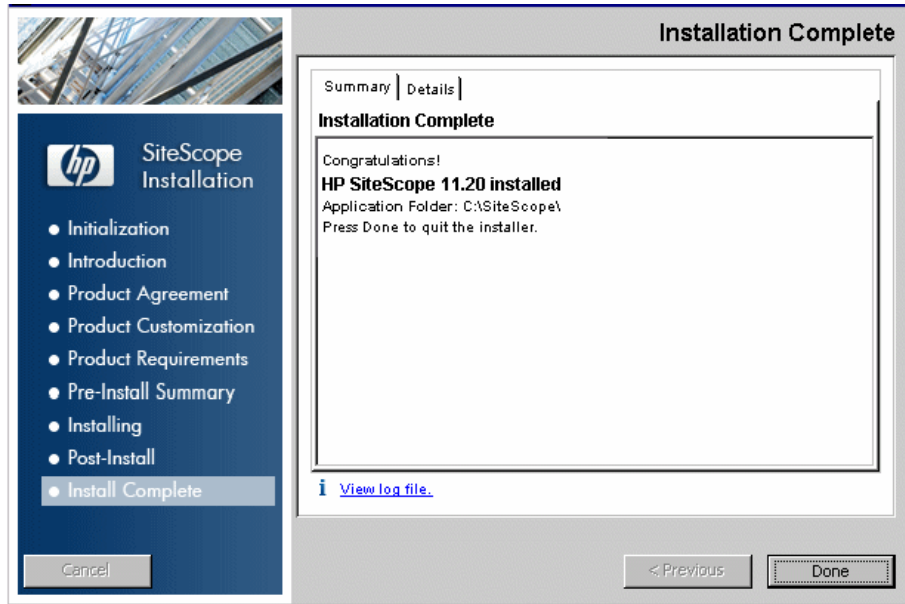 Installation Complete
hp
SiteScope
Installation
Initialization
Introduction
Product Agreement
Product Customization
Product Requirements
Pre-Install Summary
Installing
Post-Install
Install Complete
Cancel
Summary
Details
Installation Complete
Congratulations!
HP SiteScope 11.20 installed
Application Folder: C:\SiteScope\
Press Done to quit the installer.
i View log file.
< Previous
Done